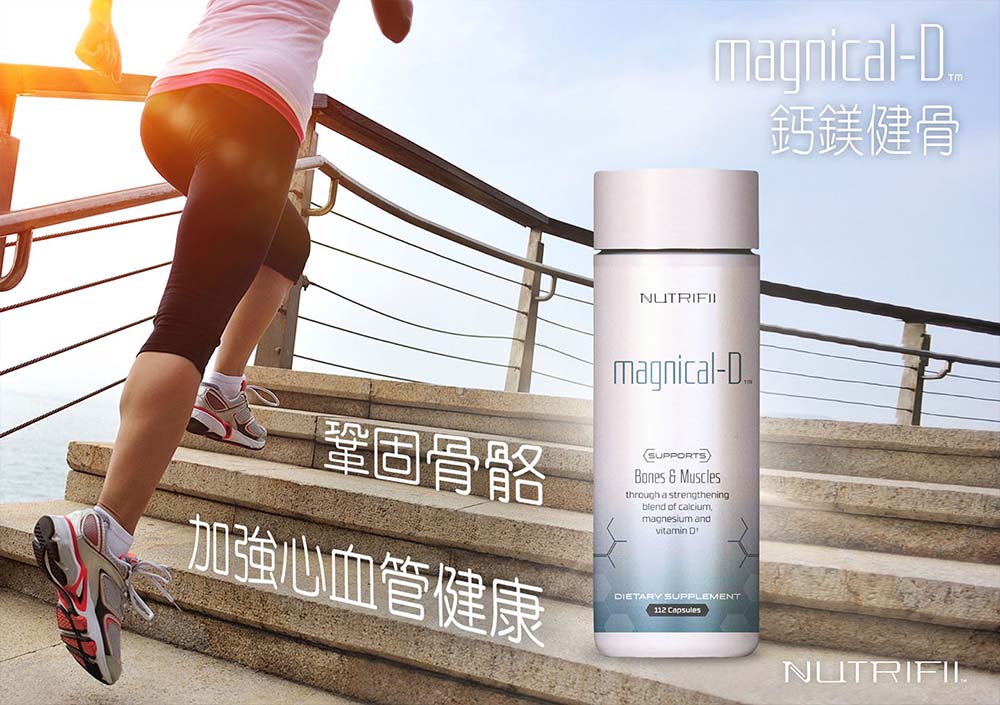 magnical-D™
鈣鎂健骨
NUTRIFII
magnical-D™
SUPPORTS
Bones & Muscles
through a strengthening
blend of calcium,
magnesium and
vitamin D†
DIETARY SUPPLEMENT
112 Capsules
鞏固骨骼
加強心血管健康
NUTRIFII™